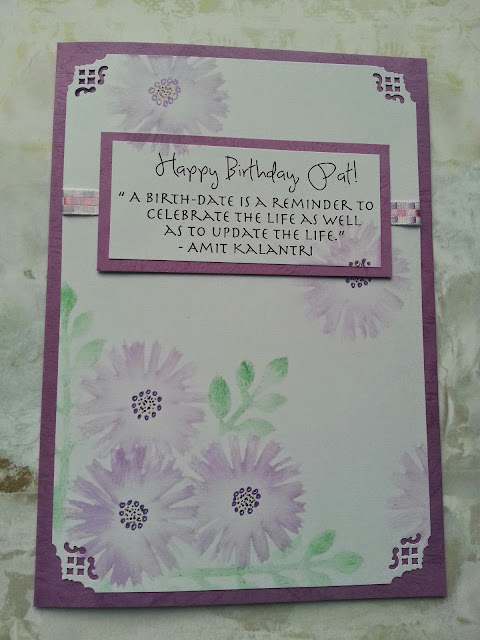 Happy Birthday, Pat!
“ A BIRTH-DATE IS A REMINDER TO
CELEBRATE THE LIFE AS WELL
AS TO UPDATE THE LIFE.”
- AMIT KALANTRI